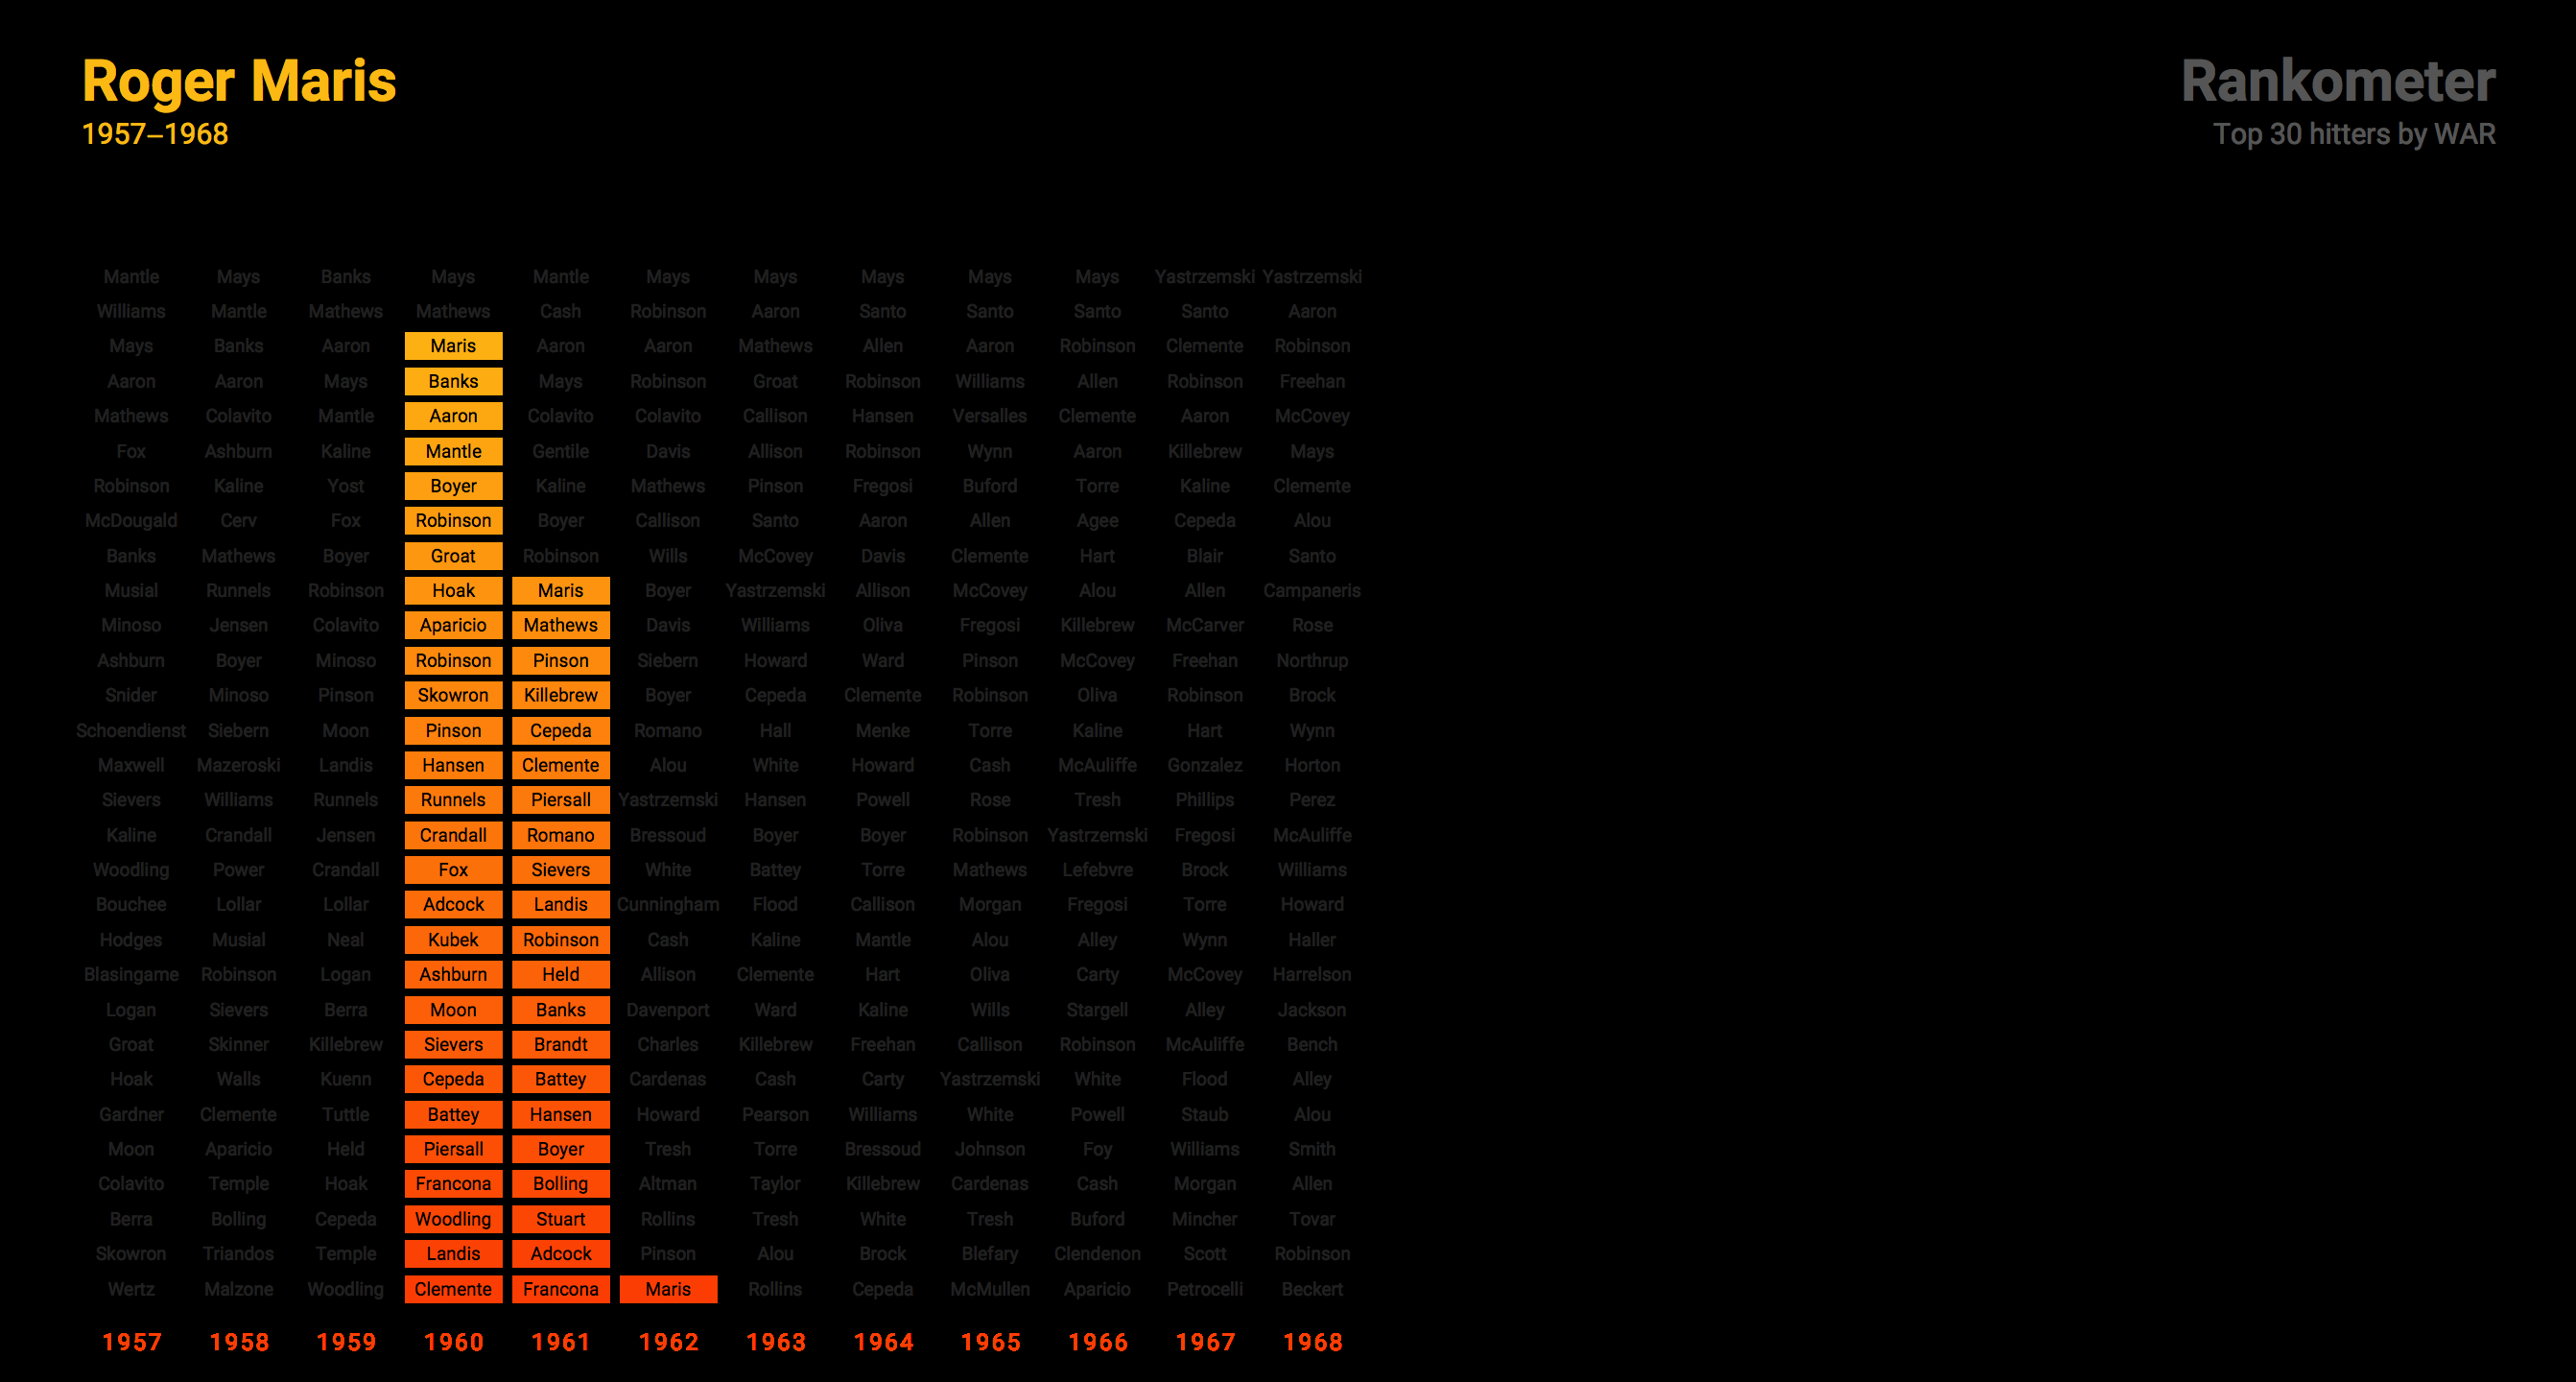 Roger Maris
1957–1968
Rankometer
Top 30 hitters by WAR
Mantle Mays Banks Mays Mantle Mays Mays Mays Mays Mays Yastrzemski Yastrzemski
Williams Mantle Mathews Mathews Cash Robinson Aaron Santo Santo Santo Santo Aaron
Mays Banks Aaron Maris Aaron Aaron Mathews Allen Aaron Robinson Clemente Robinson
Aaron Aaron Mays Banks Mays Robinson Groat Robinson Williams Allen Robinson Freehan
Mathews Colavito Mantle Aaron Colavito Colavito Callison Hansen Versalles Clemente Aaron McCovey
Fox Ashburn Kaline Mantle Gentile Davis Allison Robinson Wynn Aaron Killebrew Mays
Robinson Kaline Yost Boyer Kaline Mathews Pinson Fregosi Buford Torre Kaline Clemente
McDougald Cerv Fox Robinson Boyer Callison Santo Aaron Allen Agee Cepeda Alou
Banks Mathews Boyer Groat Robinson Wills McCovey Davis Clemente Hart Blair Santo
Musial Runnels Robinson Hoak Maris Boyer Yastrzemski Allison McCovey Alou Allen Campaneris
Minoso Jensen Colavito Aparicio Mathews Davis Williams Oliva Fregosi Killebrew McCarver Rose
Ashburn Boyer Minoso Robinson Pinson Siebern Howard Ward Pinson McCovey Freehan Northrup
Snider Minoso Pinson Skowron Killebrew Boyer Cepeda Clemente Robinson Oliva Robinson Brock
Schoendienst Siebern Moon Pinson Cepeda Romano Hall Menke Torre Kaline Hart Wynn
Maxwell Mazeroski Landis Hansen Clemente Alou White Howard Cash McAuliffe Gonzalez Horton
Sievers Williams Runnels Runnels Piersall Yastrzemski Hansen Powell Rose Tresh Phillips Perez
Kaline Crandall Jensen Crandall Romano Bressoud Boyer Boyer Robinson Yastrzemski Fregosi McAuliffe
Woodling Power Crandall Fox Sievers White Battey Torre Mathews Lefebvre Brock Williams
Bouchee Lollar Lollar Adcock Landis Cunningham Flood Callison Morgan Fregosi Torre Howard
Hodges Musial Neal Kubek Robinson Cash Kaline Mantle Alou Alley Wynn Haller
Blasingame Robinson Logan Ashburn Held Allison Clemente Hart Oliva Carty McCovey Harrelson
Logan Sievers Berra Moon Banks Davenport Ward Kaline Wills Stargell Alley Jackson
Groat Skinner Killebrew Sievers Brandt Charles Killebrew Freehan Callison Robinson McAuliffe Bench
Hoak Walls Kuenn Cepeda Battey Cardenas Cash Carty Yastrzemski White Flood Alley
Gardner Clemente Tuttle Battey Hansen Howard Pearson Williams White Powell Staub Alou
Moon Aparicio Held Piersall Boyer Tresh Torre Bressoud Johnson Foy Williams Smith
Colavito Temple Hoak Francona Bolling Altman Taylor Killebrew Cardenas Cash Morgan Allen
Berra Bolling Cepeda Woodling Stuart Rollins Tresh White Tresh Buford Mincher Tovar
Skowron Triandos Temple Landis Adcock Pinson Alou Brock Blefary Clendenon Scott Robinson
Wertz Malzone Woodling Clemente Francona Maris Rollins Cepeda McMullen Aparicio Petrocelli Beckert
1957 1958 1959 1960 1961 1962 1963 1964 1965 1966 1967 1968